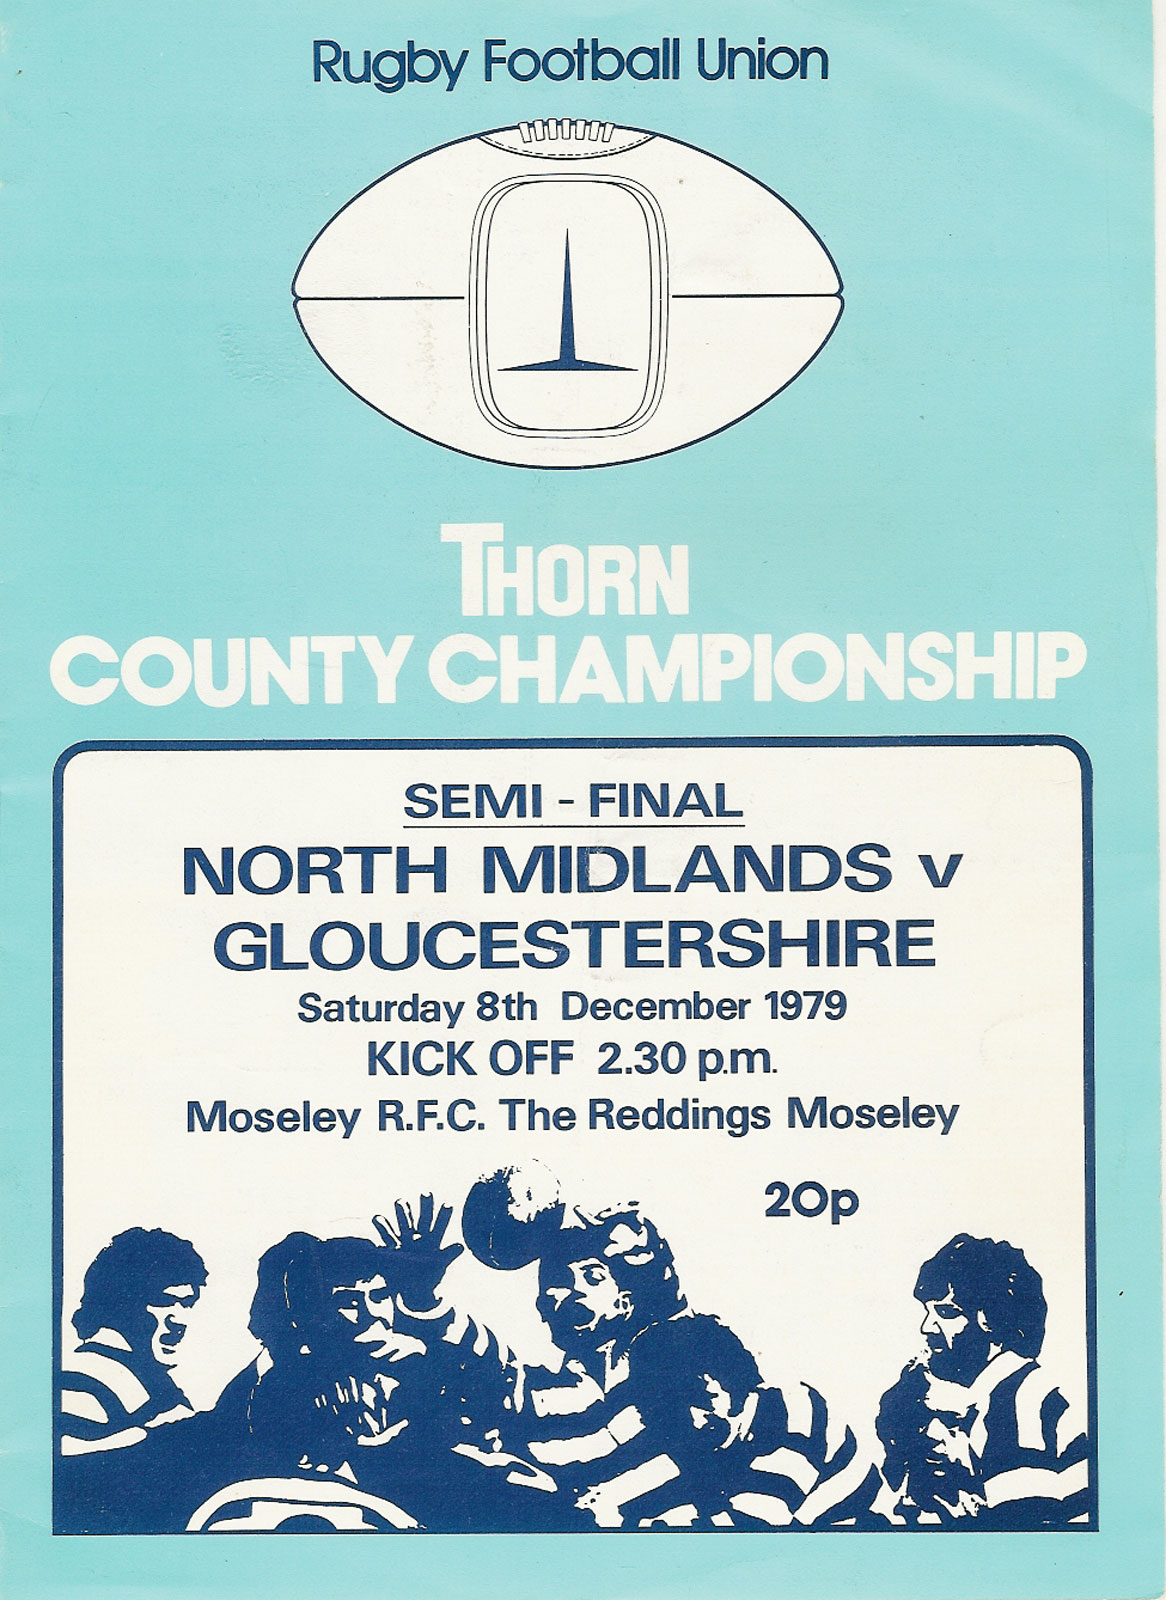 Rugby Football Union
THORN
COUNTY CHAMPIONSHIP
SEMI - FINAL
NORTH MIDLANDS v
GLOUCESTERSHIRE
Saturday 8th December 1979
KICK OFF 2.30 p.m.
Moseley R.F.C. The Reddings Moseley
20p